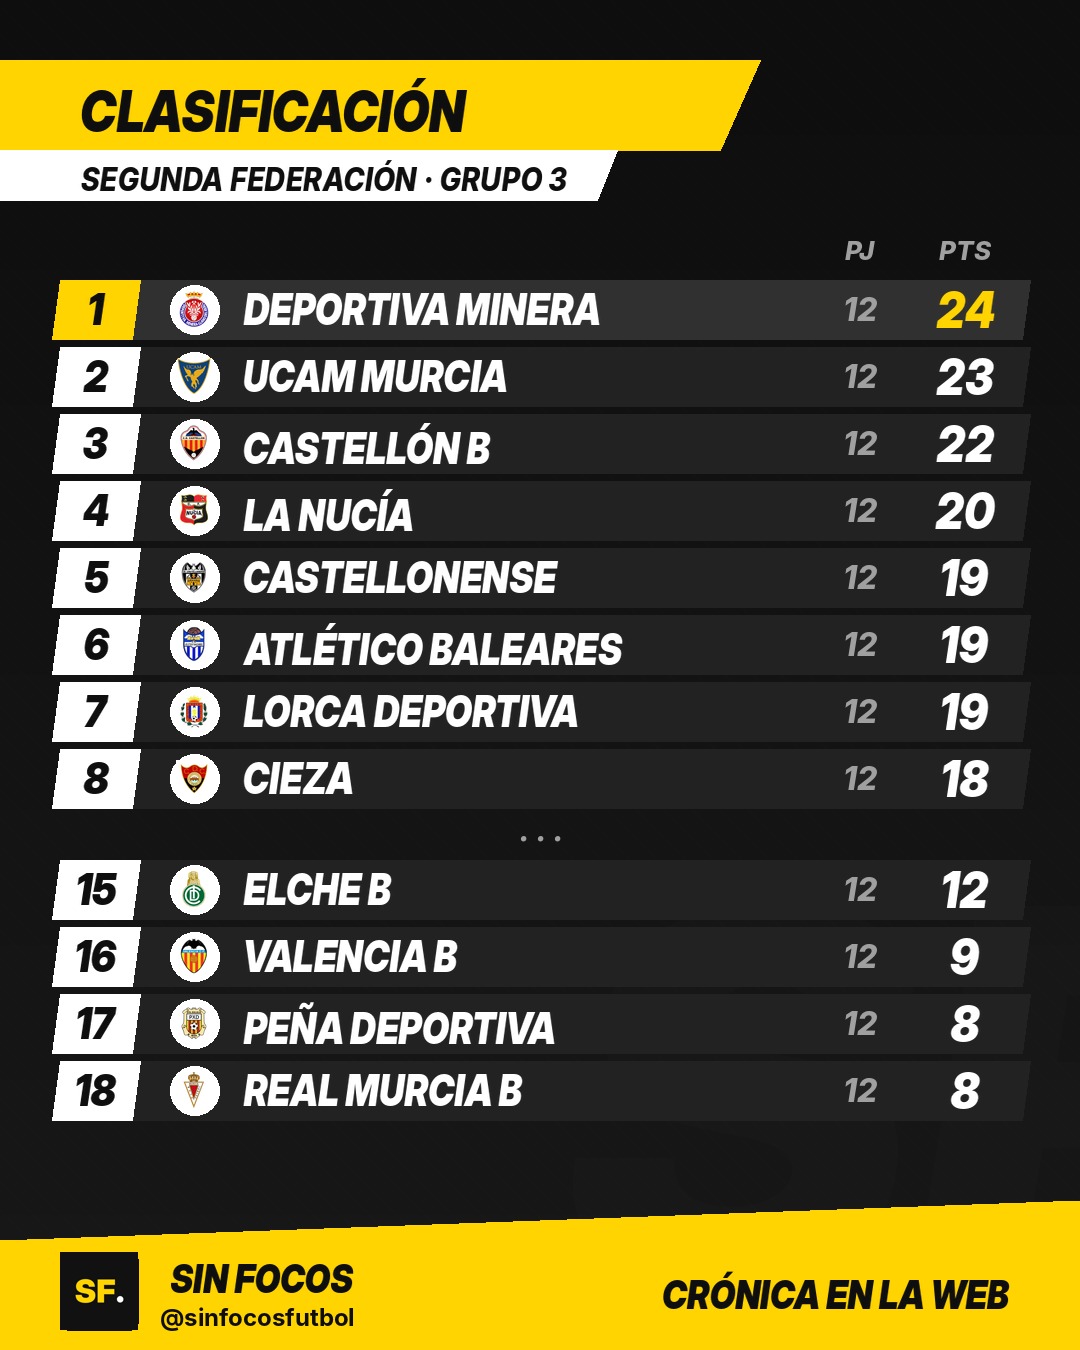 CLASIFICACIÓN
SEGUNDA FEDERACIÓN · GRUPO 3
PJ PTS
1 DEPORTIVA MINERA 12 24
2 UCAM MURCIA 12 23
3 CASTELLÓN B 12 22
4 LA NUCÍA 12 20
5 CASTELLONENSE 12 19
6 ATLÉTICO BALEARES 12 19
7 LORCA DEPORTIVA 12 19
8 CIEZA 12 18
...
15 ELCHE B 12 12
16 VALENCIA B 12 9
17 PEÑA DEPORTIVA 12 8
18 REAL MURCIA B 12 8
SF. SIN FOCOS
@sinfocosfutbol
CRÓNICA EN LA WEB